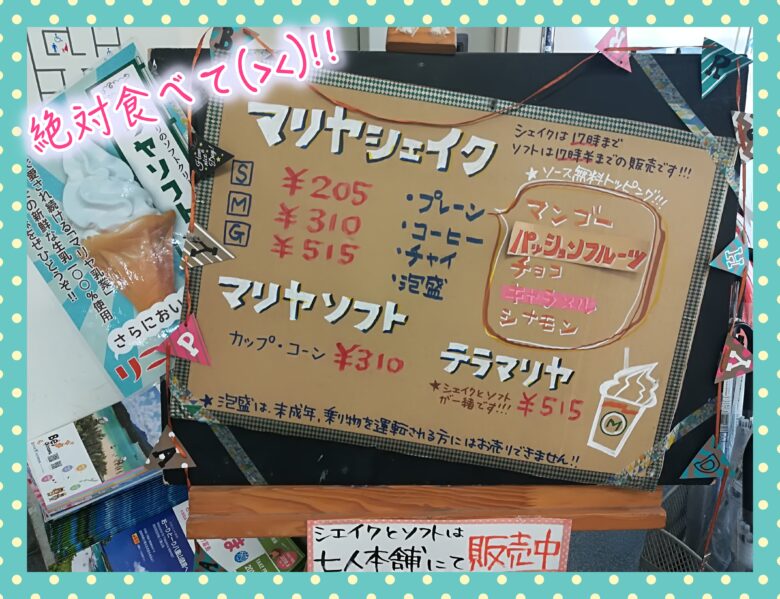 絶対食べて(><)!!
マリヤシェイク
シェイクは17時まで
ソフトは17時半までの販売です!!!
★ソース無料トッピング!!!
S ¥205
M ¥310
G ¥515
・プレーン
・コーヒー
・チャイ
・泡盛
マンゴー
パッションフルーツ
チョコ
キャラメル
シナモン
マリヤソフト
カップ・コーン ¥310
テラマリヤ
★シェイクとソフト
が一緒です!!! ¥515
M
★泡盛は、未成年、乗り物を運転される方にはお売りできません!!
シェイクとソフトは
七人本舗にて販売中
さらにおいし